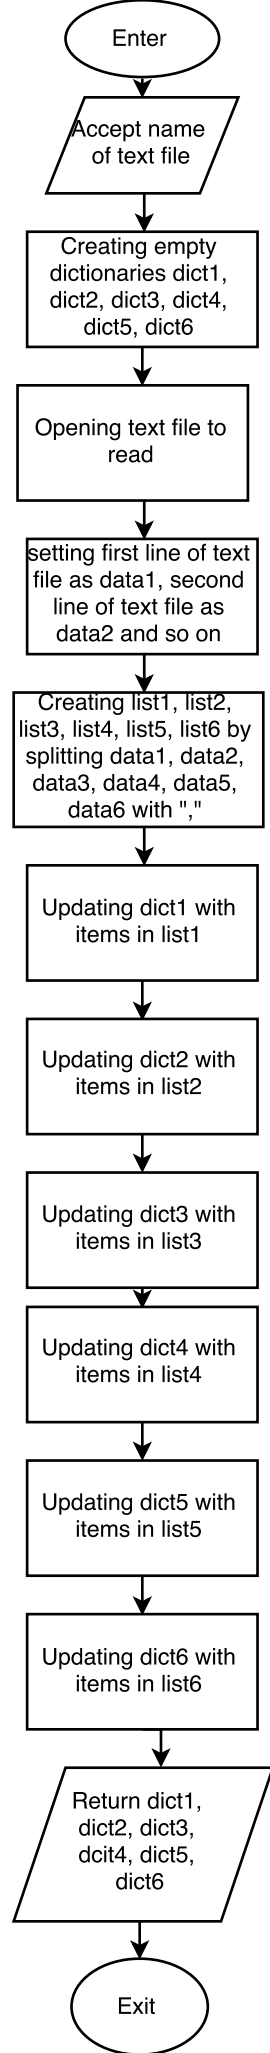 Enter
Accept name
of text file
Creating empty
dictionaries dict1,
dict2, dict3, dict4,
dict5, dict6
Opening text file to
read
setting first line of text
file as data1, second
line of text file as
data2 and so on
Creating list1, list2,
list3, list4, list5, list6 by
splitting data1, data2,
data3, data4, data5,
data6 with ","
Updating dict1 with
items in list1
Updating dict2 with
items in list2
Updating dict3 with
items in list3
Updating dict4 with
items in list4
Updating dict5 with
items in list5
Updating dict6 with
items in list6
Return dict1,
dict2, dict3,
dcit4, dict5,
dict6
Exit